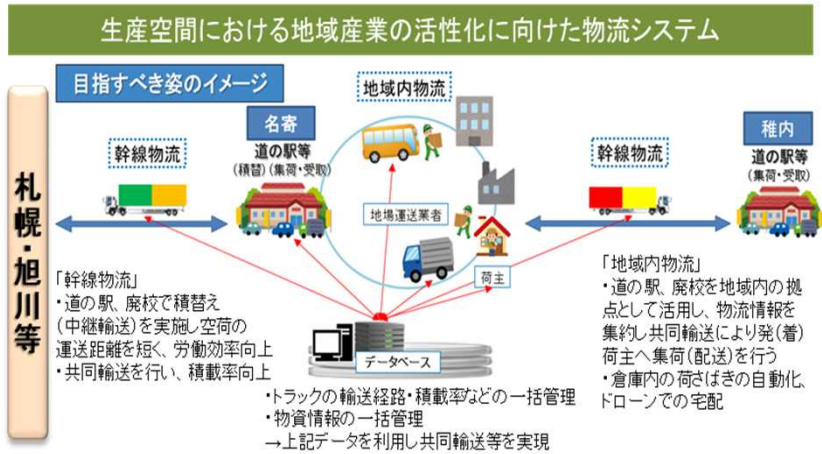 生産空間における地域産業の活性化に向けた物流システム
目指すべき姿のイメージ
札幌・旭川等
幹線物流
名寄
道の駅等
(積替)(集荷・受取)
地域内物流
地場運送業者
荷主
幹線物流
稚内
道の駅等
(集荷・受取)
「幹線物流」
・道の駅、廃校で積替え
(中継輸送)を実施し空荷の
運送距離を短く、労働効率向上
・共同輸送を行い、積載率向上
データベース
・トラックの輸送経路・積載率などの一括管理
・物資情報の一括管理
→上記データを利用し共同輸送等を実現
「地域内物流」
・道の駅、廃校を地域内の拠
点として活用し、物流情報を
集約し共同輸送により発(着)
荷主へ集荷(配送)を行う
・倉庫内の荷さばきの自動化、
ドローンでの宅配